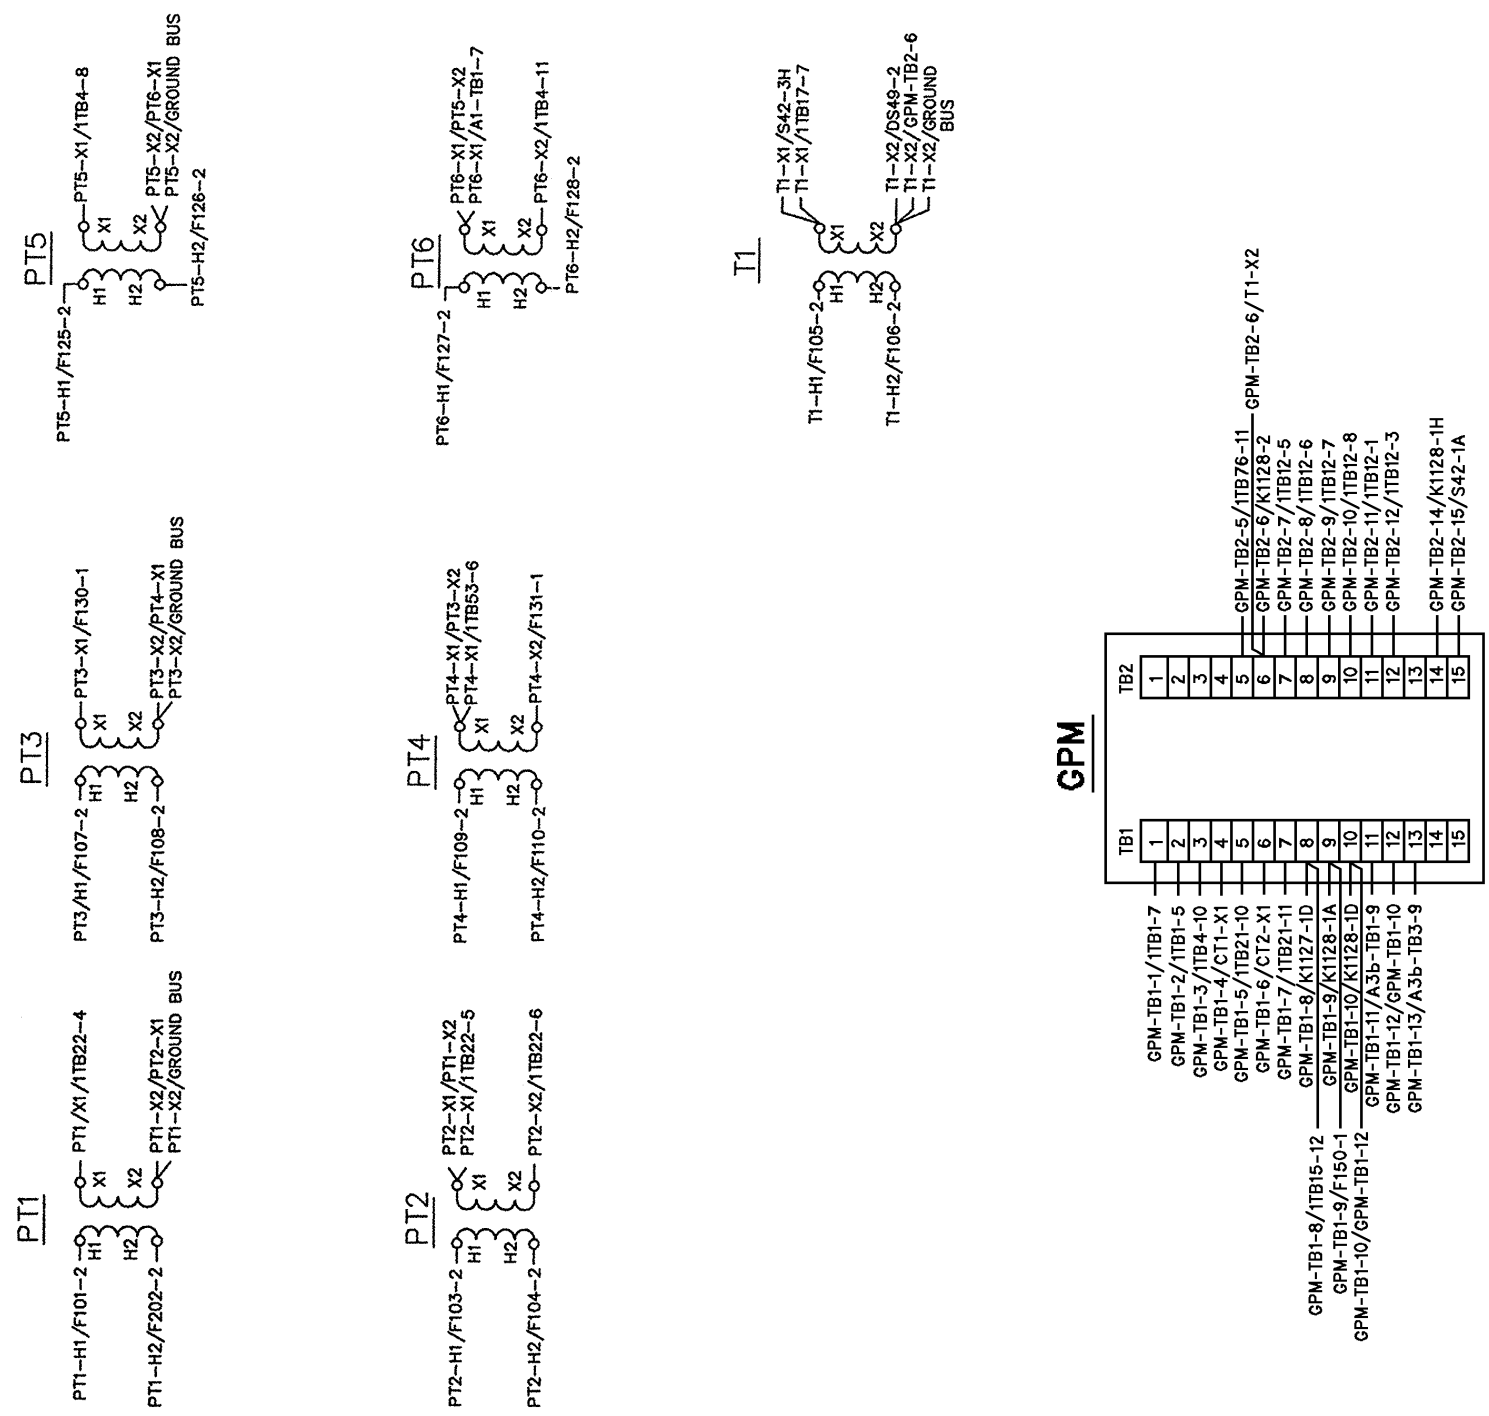 PT1
PT1-H1/F101-2
H1
X1
PT1/X1/1TB22-4
PT1-H2/F202-2
H2
X2
PT1-X2/PT2-X1
PT1-X2/GROUND BUS
PT3
PT3/H1/F107-2
H1
X1
PT3-X1/F130-1
PT3-H2/F108-2
H2
X2
PT3-X2/PT4-X1
PT3-X2/GROUND BUS
PT5
PT5-H1/F125-2
H1
X1
PT5-X1/1TB4-8
H2
X2
PT5-X2/PT6-X1
PT5-X2/GROUND BUS
PT5-H2/F126-2
PT2
PT2-H1/F103-2
H1
X1
PT2-X1/PT1-X2
PT2-X1/1TB22-5
PT2-H2/F104-2
H2
X2
PT2-X2/1TB22-6
PT4
PT4-H1/F109-2
H1
X1
PT4-X1/PT3-X2
PT4-X1/1TB53-6
PT4-H2/F110-2
H2
X2
PT4-X2/F131-1
PT6
PT6-H1/F127-2
H1
X1
PT6-X1/PT5-X2
PT6-X1/A1-TB1-7
H2
X2
PT6-X2/1TB4-11
PT6-H2/F128-2
T1
T1-H1/F105-2
H1
X1
T1-X1/S42-3H
T1-X1/1TB17-7
T1-H2/F106-2
H2
X2
T1-X2/DS49-2
T1-X2/GPM-TB2-6
T1-X2/GROUND
BUS
GPM
TB1
TB2
GPM-TB1-1/1TB1-7
1
1
GPM-TB1-2/1TB1-5
2
2
GPM-TB1-3/1TB4-10
3
3
GPM-TB1-4/CT1-X1
4
4
GPM-TB1-5/1TB21-10
5
5
GPM-TB2-5/1TB76-11
GPM-TB2-6/T1-X2
GPM-TB1-6/CT2-X1
6
6
GPM-TB2-6/K1128-2
GPM-TB1-7/1TB21-11
7
7
GPM-TB2-7/1TB12-5
GPM-TB1-8/K1127-1D
8
8
GPM-TB2-8/1TB12-6
GPM-TB1-8/1TB15-12
GPM-TB1-9/K1128-1A
9
9
GPM-TB2-9/1TB12-7
GPM-TB1-9/F150-1
GPM-TB1-10/K1128-1D
10
10
GPM-TB2-10/1TB12-8
GPM-TB1-10/GPM-TB1-12
GPM-TB1-11/A3b-TB1-9
11
11
GPM-TB2-11/1TB12-1
GPM-TB1-12/GPM-TB1-10
12
12
GPM-TB2-12/1TB12-3
GPM-TB1-13/A3b-TB3-9
13
13
14
14
GPM-TB2-14/K1128-1H
15
15
GPM-TB2-15/S42-1A